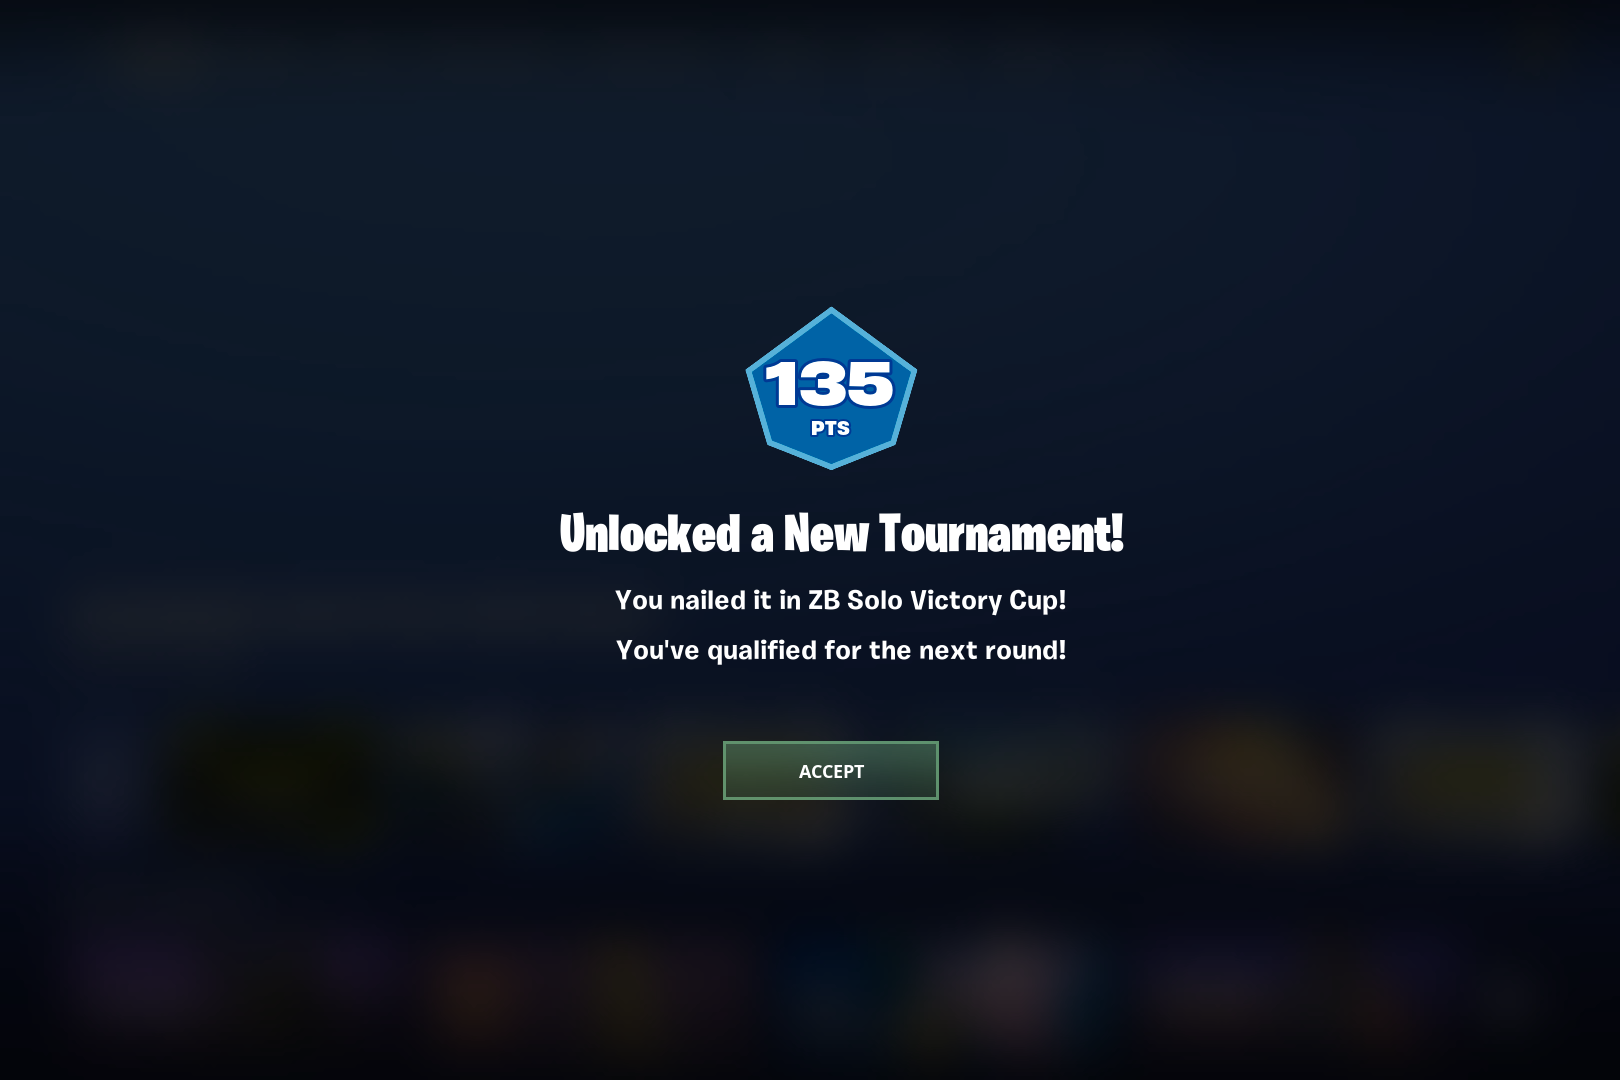 135
PTS
Unlocked a New Tournament!
You nailed it in ZB Solo Victory Cup!
You've qualified for the next round!
ACCEPT